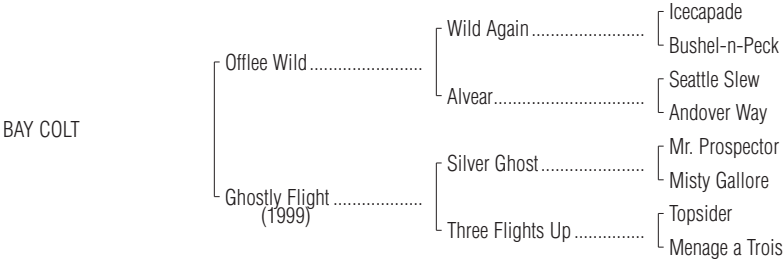 Icecapade
Wild Again.......................
Bushel-n-Peck
Offlee Wild.......................
Seattle Slew
Alvear..............................
Andover Way
BAY COLT
Mr. Prospector
Silver Ghost.....................
Misty Gallore
Ghostly Flight...................
(1999)
Topsider
Three Flights Up...............
Menage a Trois